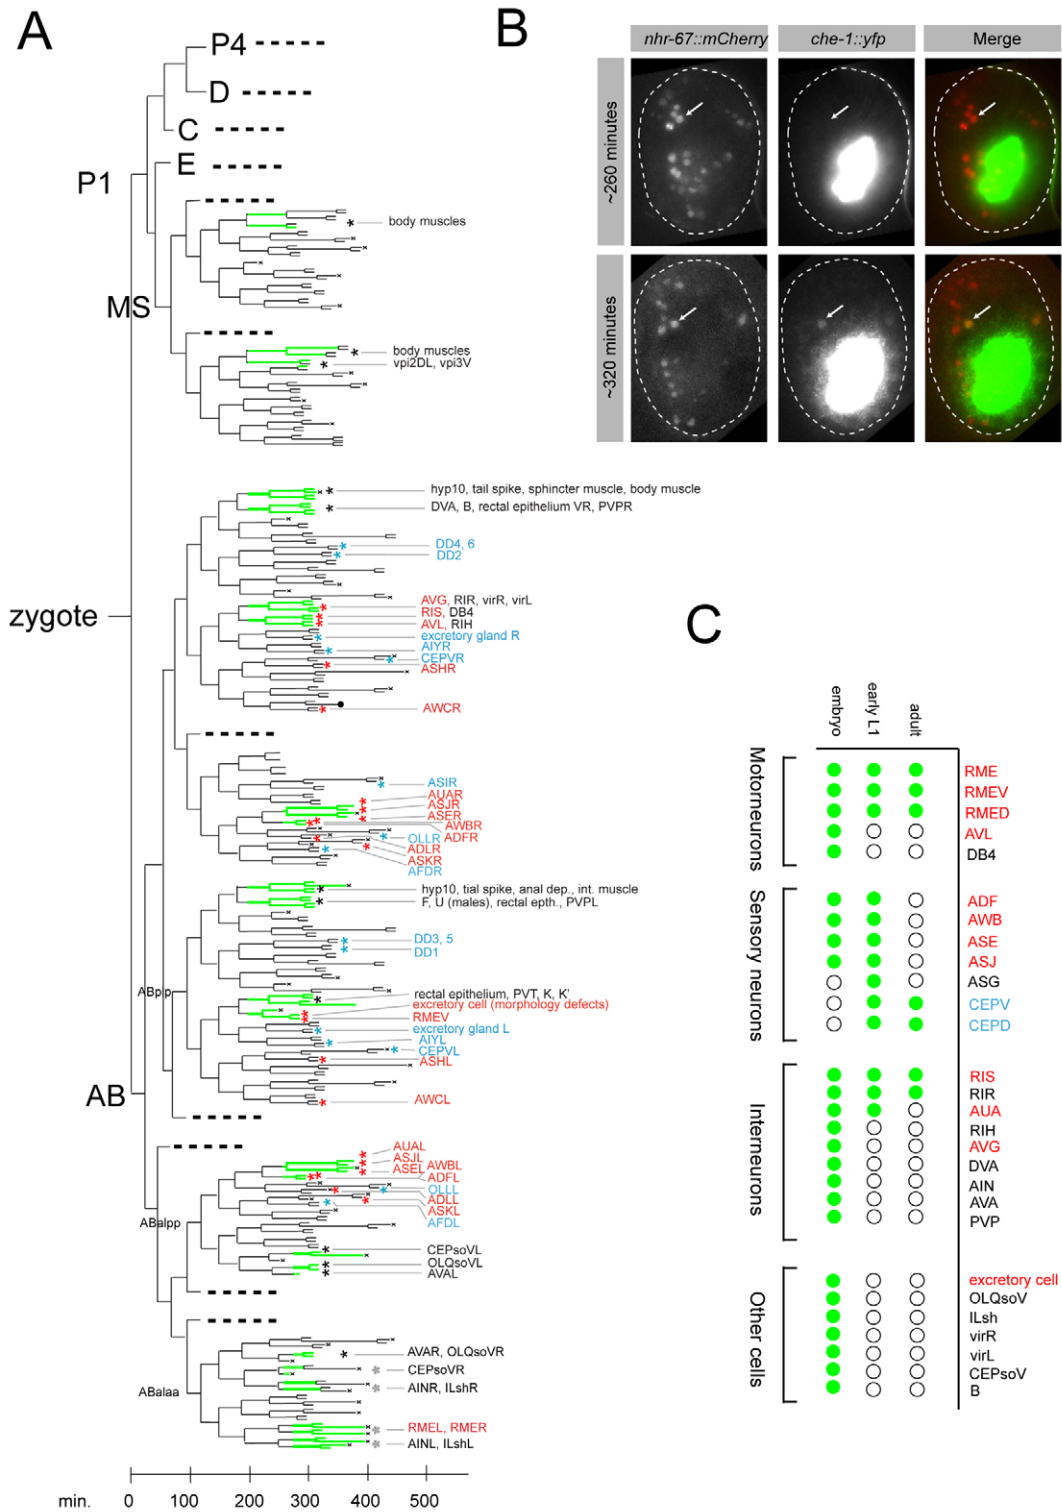 A
P4
D
C
E
P1
body muscles
MS
body muscles
vpi2DL, vpi3V
hyp10, tail spike, sphincter muscle, body muscle
DVA, B, rectal epithelium VR, PVPR
DD4, 6
DD2
zygote
AVG, RIR, virR, virL
RIS, DB4
AVL, RIH
excretory gland R
AIYR
CEPVR
ASHR
AWCR
ASIR
AUAR
ASJR
ASER
AWBR
ADFR
OLLR
ADLR
ASKR
AFDR
hyp10, tial spike, anal dep., int. muscle
F, U (males), rectal epth., PVPL
DD3, 5
DD1
ABplp
rectal epithelium, PVT, K, K'
excretory cell (morphology defects)
RMEV
excretory gland L
AIYL
CEPVL
ASHL
AB
AWCL
AUAL
ASJL
ASEL
AWBL
ADFL
OLLL
ADLL
ASKL
AFDL
ABalpp
CEPsoVL
OLQsoVL
AVAL
AVAR, OLQsoVR
CEPsoVR
ABalaa
AINR, ILshR
RMEL, RMER
AINL, ILshL
min.
0 100 200 300 400 500
B
nhr-67::mCherry
che-1::yfp
Merge
~260 minutes
~320 minutes
C
embryo
early L1
adult
Motorneurons
RME
RMEV
RMED
AVL
DB4
Sensory neurons
ADF
AWB
ASE
ASJ
ASG
CEPV
CEPD
Interneurons
RIS
RIR
AUA
RIH
AVG
DVA
AIN
AVA
PVP
Other cells
excretory cell
OLQsoV
ILsh
virR
virL
CEPsoV
B